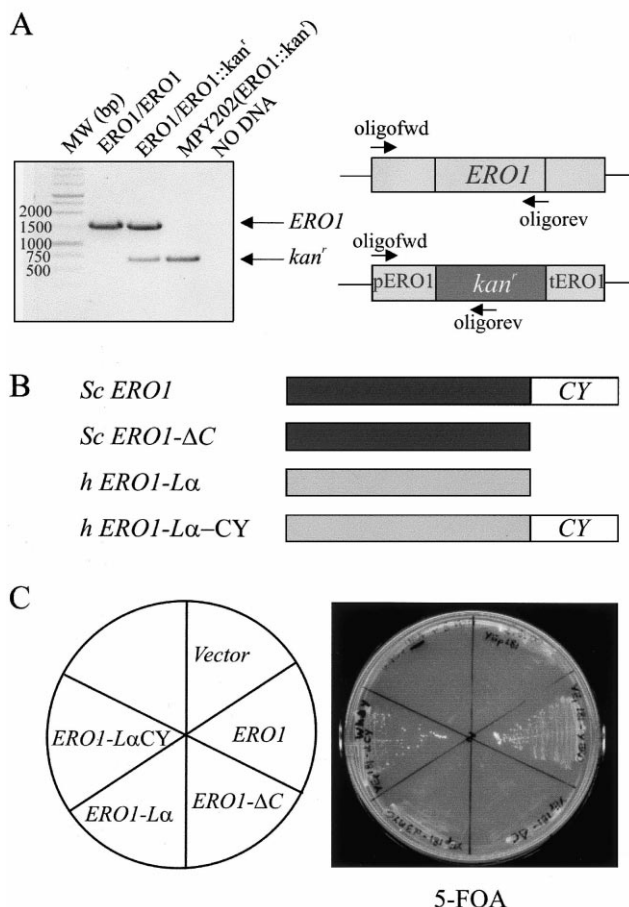 A
MW (bp)
ERO1/ERO1
ERO1/ERO1::kanʳ
MPY202(ERO1::kanʳ)
NO DNA
2000
1500
1000
750
500
ERO1
kanʳ
oligofwd
ERO1
oligorev
oligofwd
pERO1
kanʳ
tERO1
oligorev
B
Sc ERO1
CY
Sc ERO1-ΔC
h ERO1-Lα
h ERO1-Lα–CY
CY
C
Vector
ERO1
ERO1-ΔC
ERO1-Lα
ERO1-LαCY
5-FOA